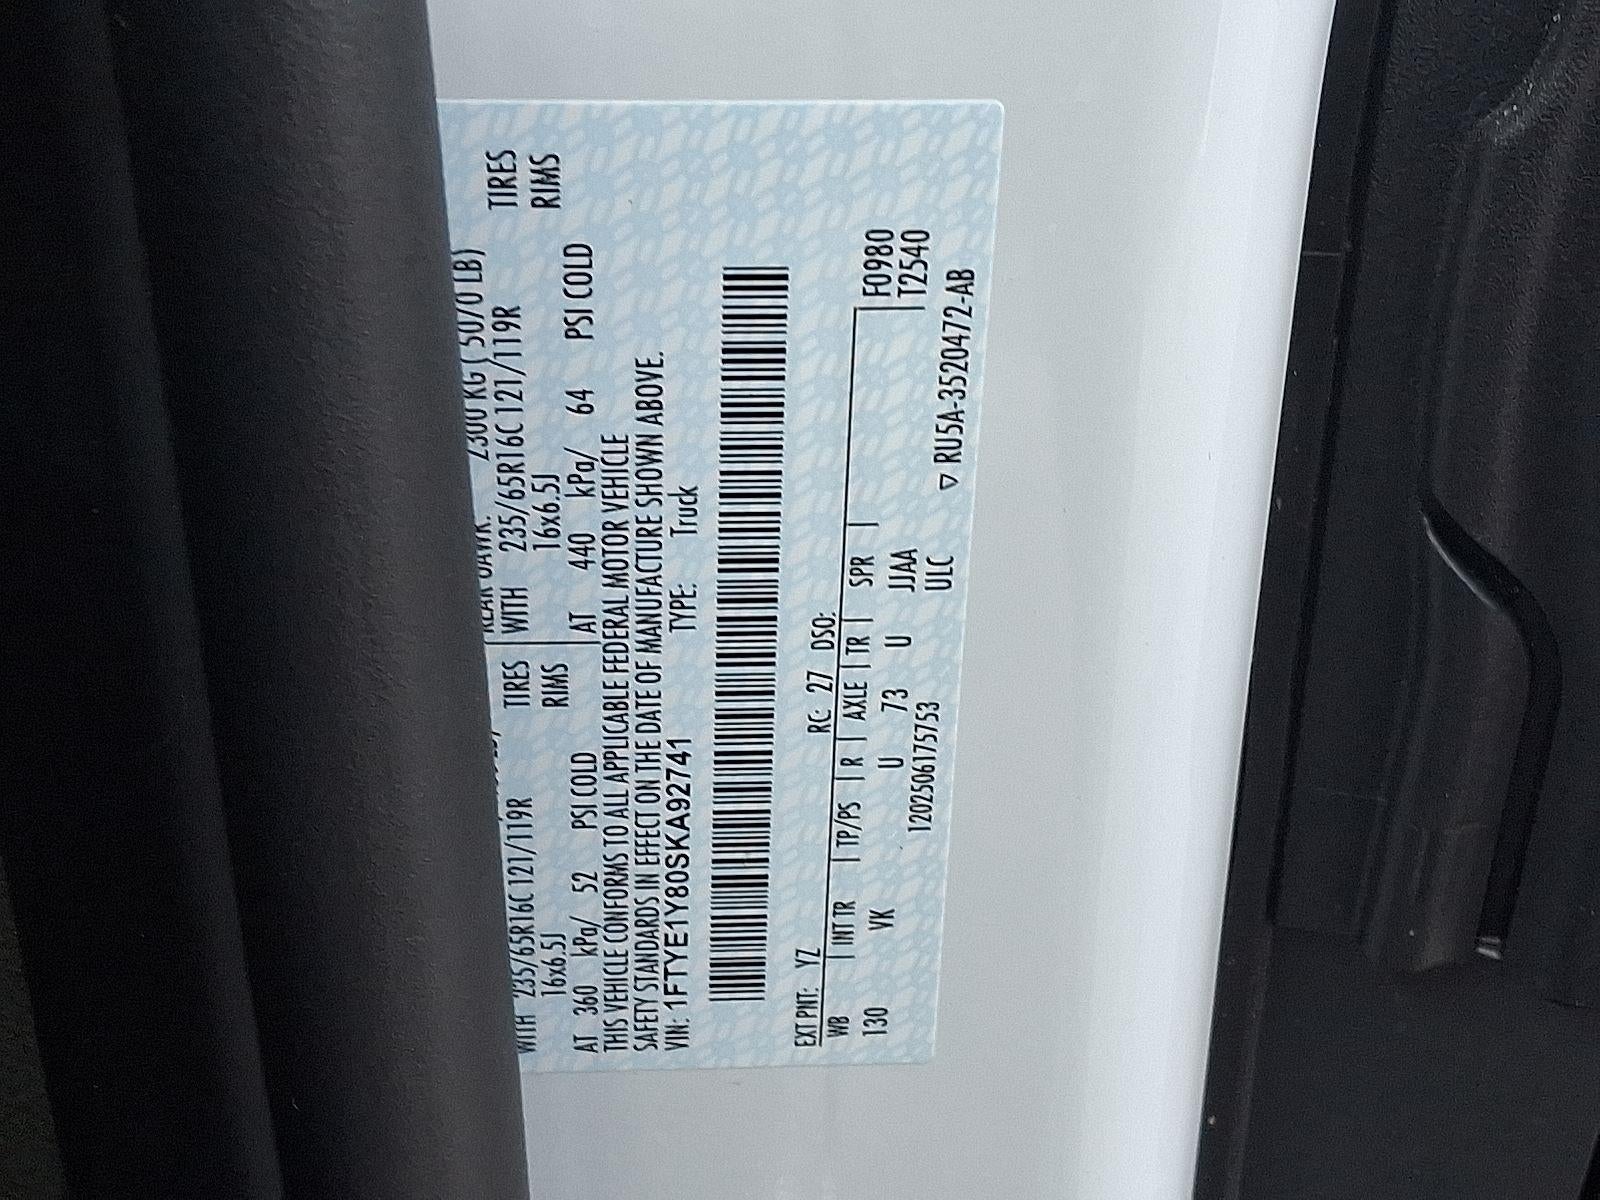 2300 KG ( 5070 LB)
WITH 235/65R16C 121/119R TIRES WITH 235/65R16C 121/119R TIRES
16x6.5J RIMS 16x6.5J RIMS
AT 360 kPa/ 52 PSI COLD AT 440 kPa/ 64 PSI COLD
THIS VEHICLE CONFORMS TO ALL APPLICABLE FEDERAL MOTOR VEHICLE
SAFETY STANDARDS IN EFFECT ON THE DATE OF MANUFACTURE SHOWN ABOVE.
VIN: 1FTYE1Y80SKA92741 TYPE: Truck
EXT PNT: YZ RC: 27 DSO:
WB | INT TR | TP/PS | R | AXLE | TR | SPR |
130 VK U 73 U JJAA F0980
1202506175753 ULC T2540
▽ RU5A-3520472-AB